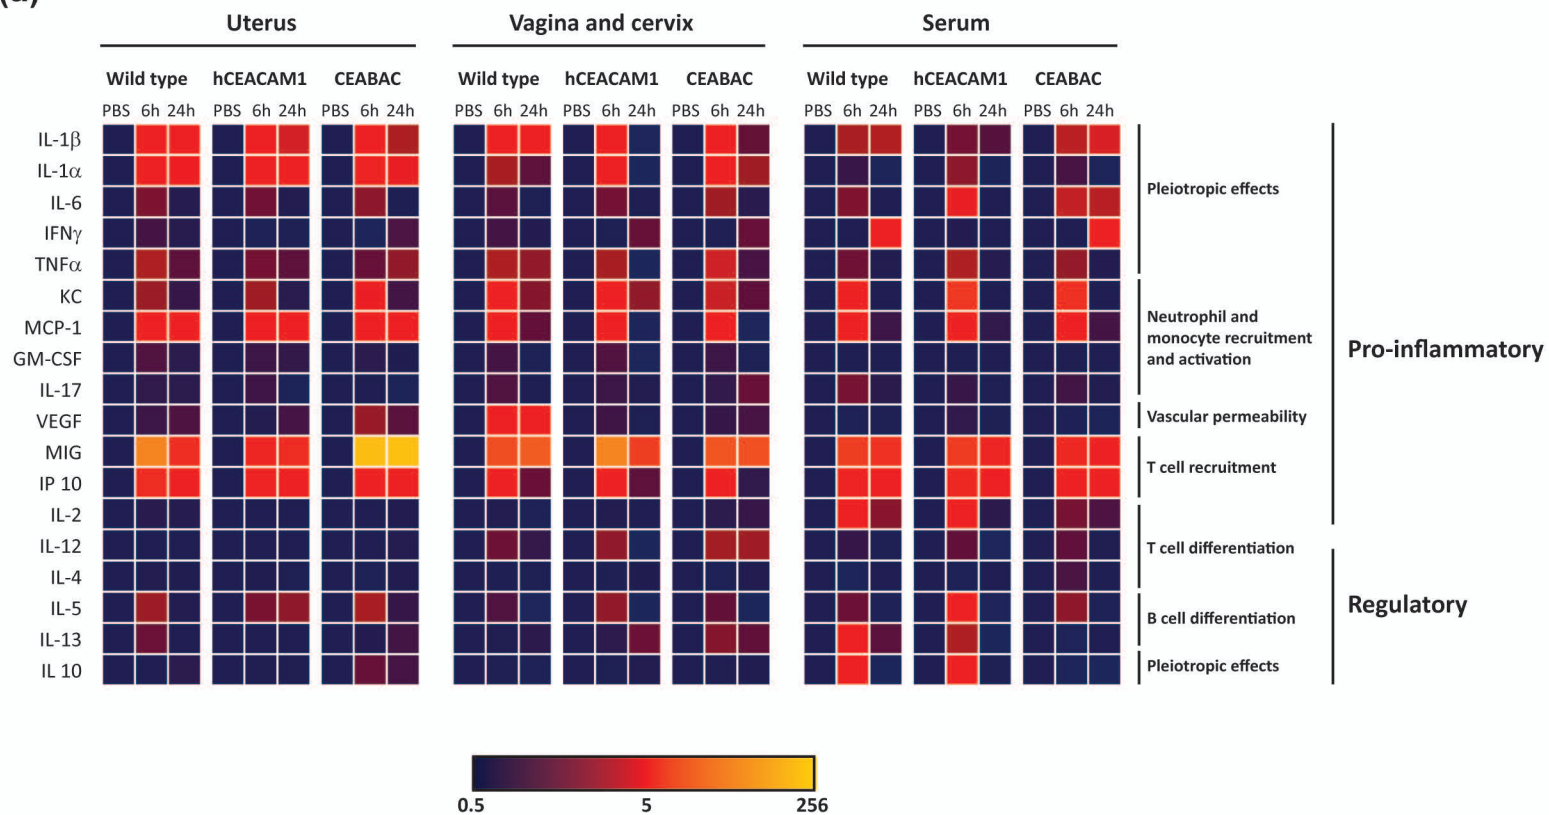 Uterus Vagina and cervix Serum
Wild type hCEACAM1 CEABAC Wild type hCEACAM1 CEABAC Wild type hCEACAM1 CEABAC
PBS 6h 24h PBS 6h 24h PBS 6h 24h PBS 6h 24h PBS 6h 24h PBS 6h 24h PBS 6h 24h PBS 6h 24h PBS 6h 24h
IL-1β
IL-1α
IL-6
IFNγ
TNFα
KC
MCP-1
GM-CSF
IL-17
VEGF
MIG
IP 10
IL-2
IL-12
IL-4
IL-5
IL-13
IL 10
Pleiotropic effects
Neutrophil and
monocyte recruitment
and activation
Vascular permeability
T cell recruitment
T cell differentiation
B cell differentiation
Pleiotropic effects
Pro-inflammatory
Regulatory
0.5 5 256